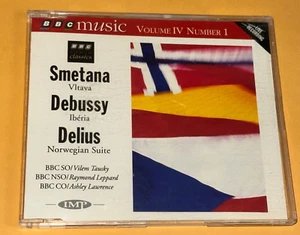 BBC music VOLUME IV NUMBER 1
BBC
classics
Smetana
Vltava
Debussy
Ibéria
Delius
Norwegian Suite
BBC SO/Vilem Tausky
BBC NSO/Raymond Leppard
BBC CO/Ashley Lawrence
IMP